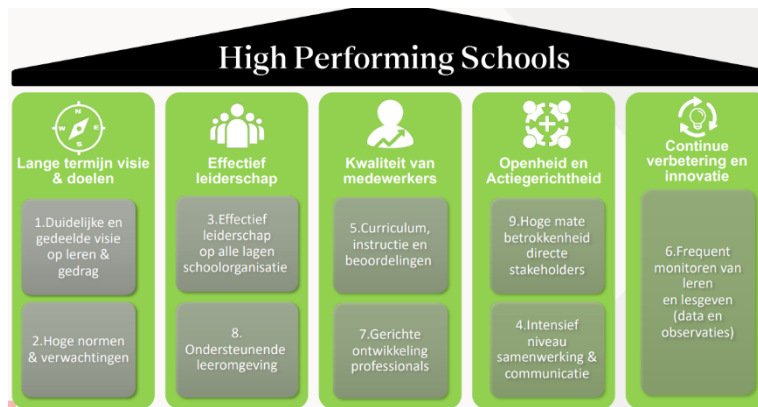 High Performing Schools
N
W E
S
Lange termijn visie
& doelen
1.Duidelijke en
gedeelde visie
op leren &
gedrag
2.Hoge normen
& verwachtingen
Effectief
leiderschap
3.Effectief
leiderschap
op alle lagen
schoolorganisatie
8.
Ondersteunende
leeromgeving
Kwaliteit van
medewerkers
5.Curriculum,
instructie en
beoordelingen
7.Gerichte
ontwikkeling
professionals
Openheid en
Actiegerichtheid
9.Hoge mate
betrokkenheid
directe
stakeholders
4.Intensief
niveau
samenwerking &
communicatie
Continue
verbetering en
innovatie
6.Frequent
monitoren van
leren
en lesgeven
(data en
observaties)